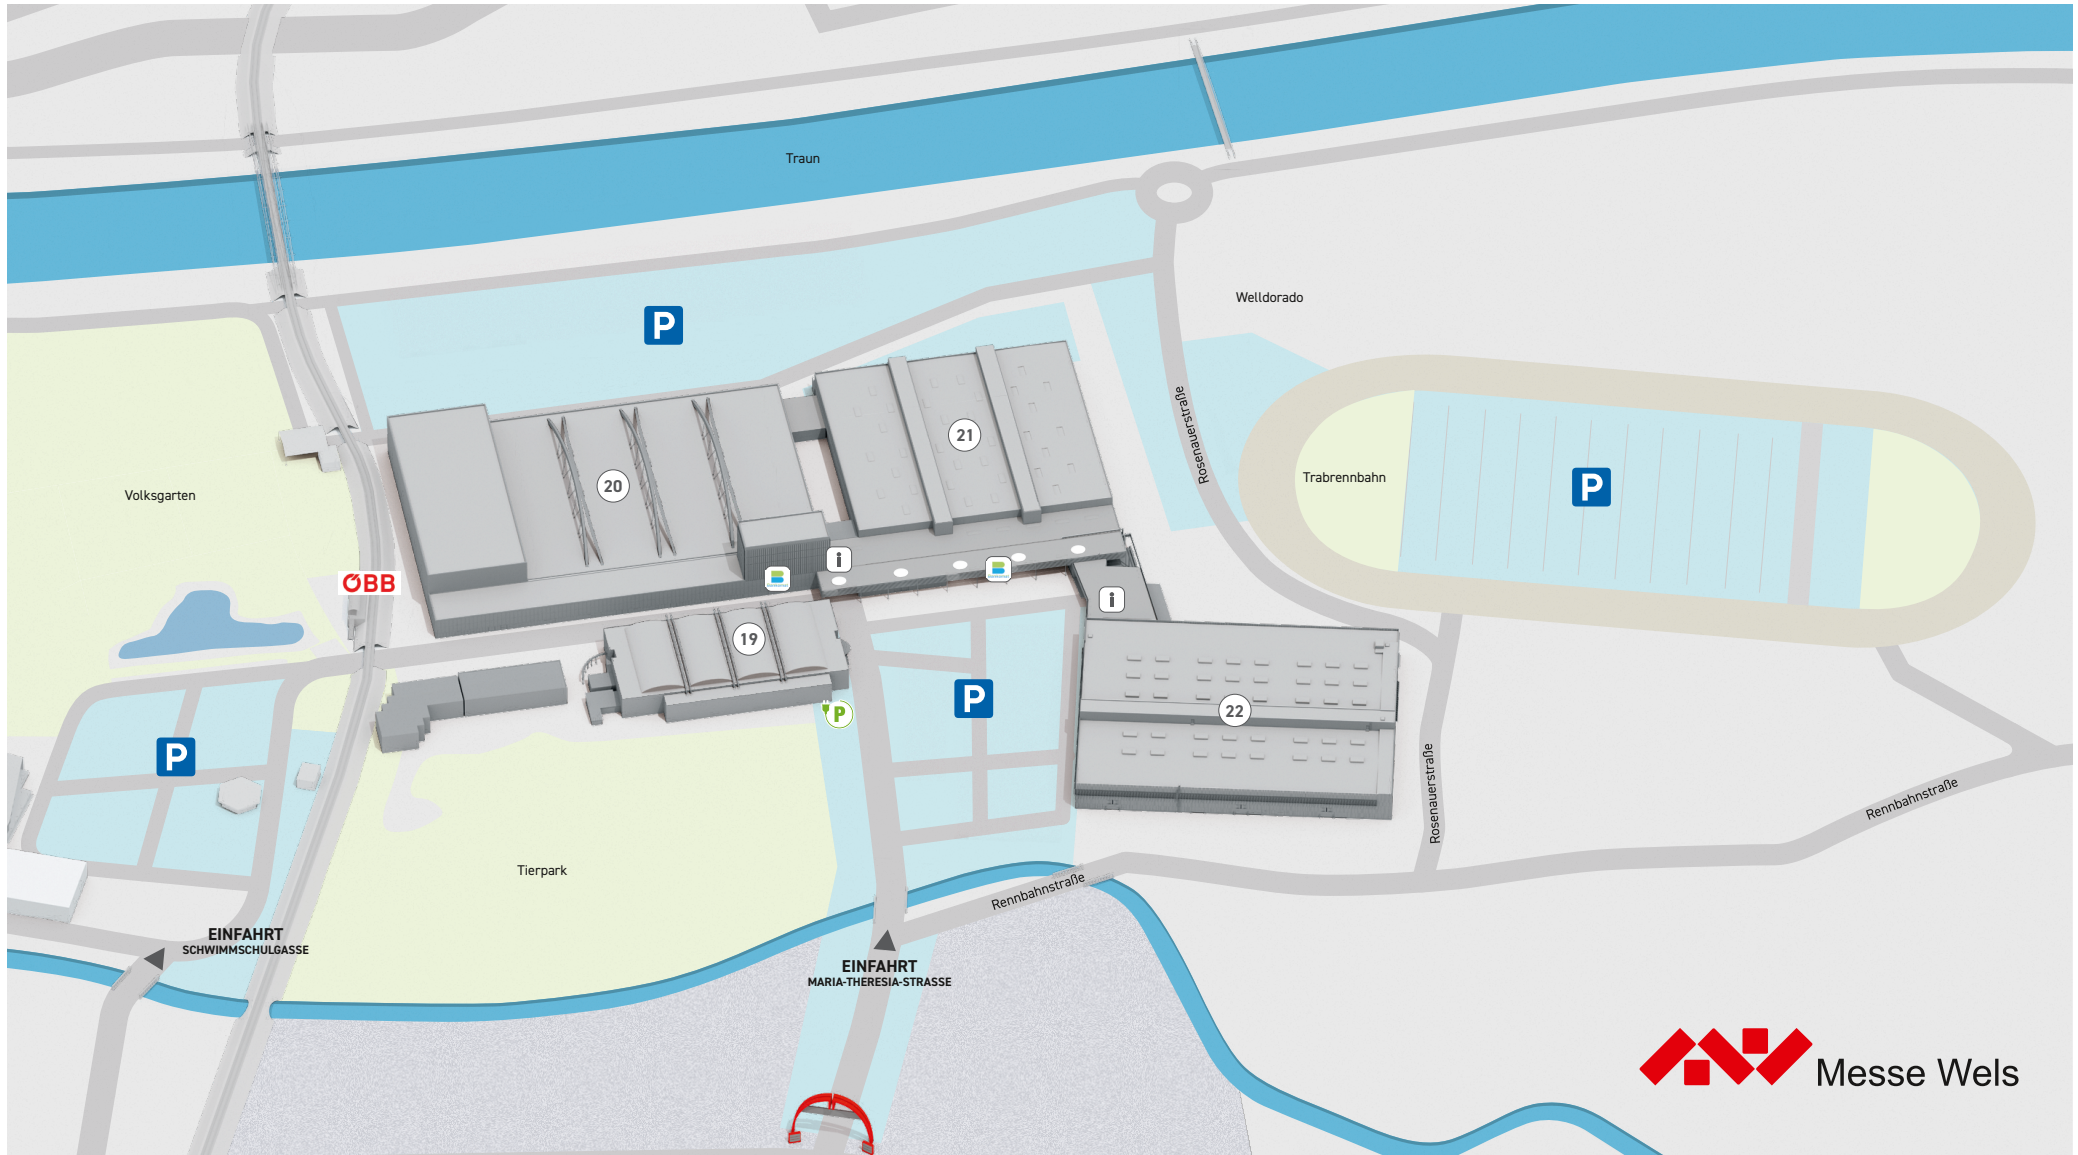 Traun
Welldorado
P
Rosenauerstraße
21
Trabrennbahn
P
20
Volksgarten
i
ÖBB
i
19
P
22
P
P
Rosenauerstraße
Rennbahnstraße
Tierpark
Rennbahnstraße
EINFAHRT
SCHWIMMSCHULGASSE
EINFAHRT
MARIA-THERESIA-STRASSE
Messe Wels